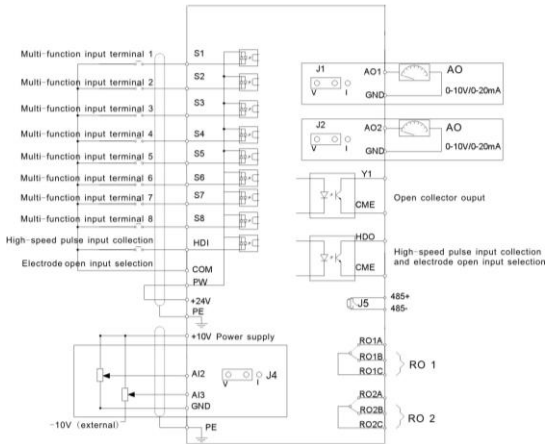 Multi-function input terminal 1
S1
Multi-function input terminal 2
S2
Multi-function input terminal 3
S3
Multi-function input terminal 4
S4
Multi-function input terminal 5
S5
Multi-function input terminal 6
S6
Multi-function input terminal 7
S7
Multi-function input terminal 8
S8
High-speed pulse input collection
HDI
Electrode open input selection
COM
PW
+24V
PE
+10V Power supply
AI2
J4
V I
AI3
GND
-10V (external)
PE
J1
V I
AO1
GND
AO
0-10V/0-20mA
J2
V I
AO2
GND
AO
0-10V/0-20mA
Y1
CME
Open collector ouput
HDO
CME
High-speed pulse input collection
and electrode open input selection
J5
485+
485-
RO1A
RO1B
RO1C
RO 1
RO2A
RO2B
RO2C
RO 2